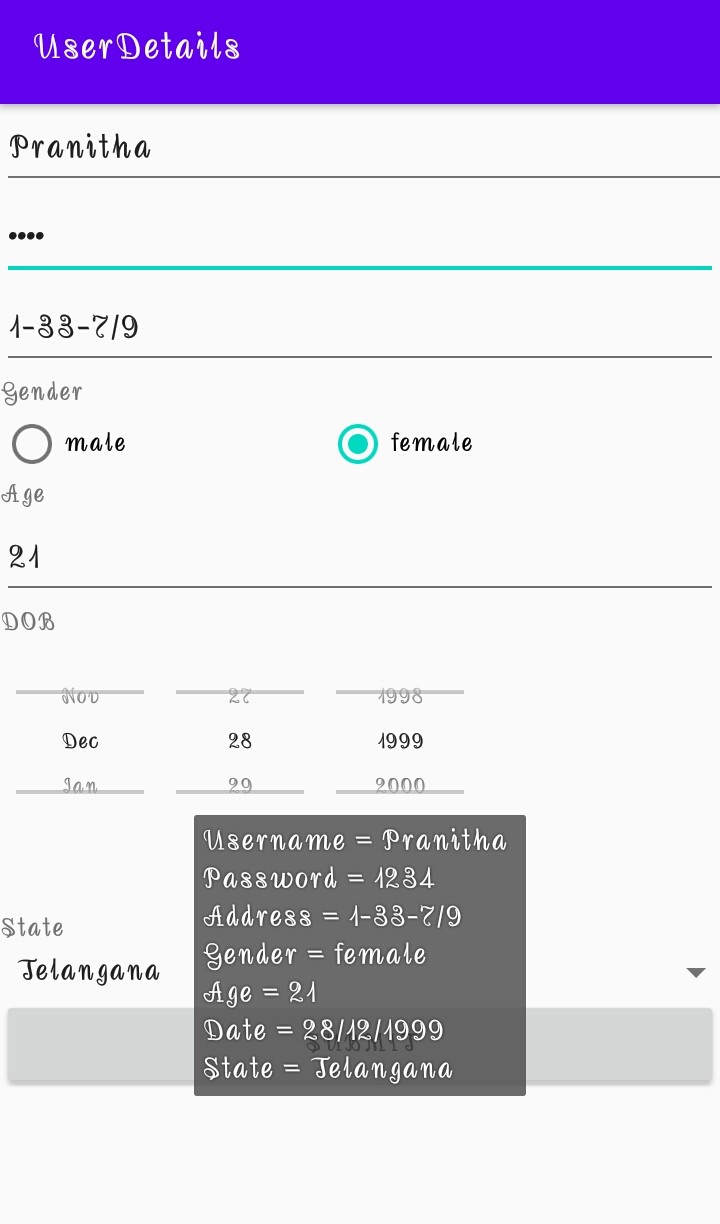 UserDetails
Pranitha
••••
1-33-7/9
Gender
male female
Age
21
DOB
Nov 27 1998
Dec 28 1999
Jan 29 2000
Username = Pranitha
Password = 1234
Address = 1-33-7/9
Gender = female
Age = 21
Date = 28/12/1999
State = Telangana
State
Telangana
SUBMIT